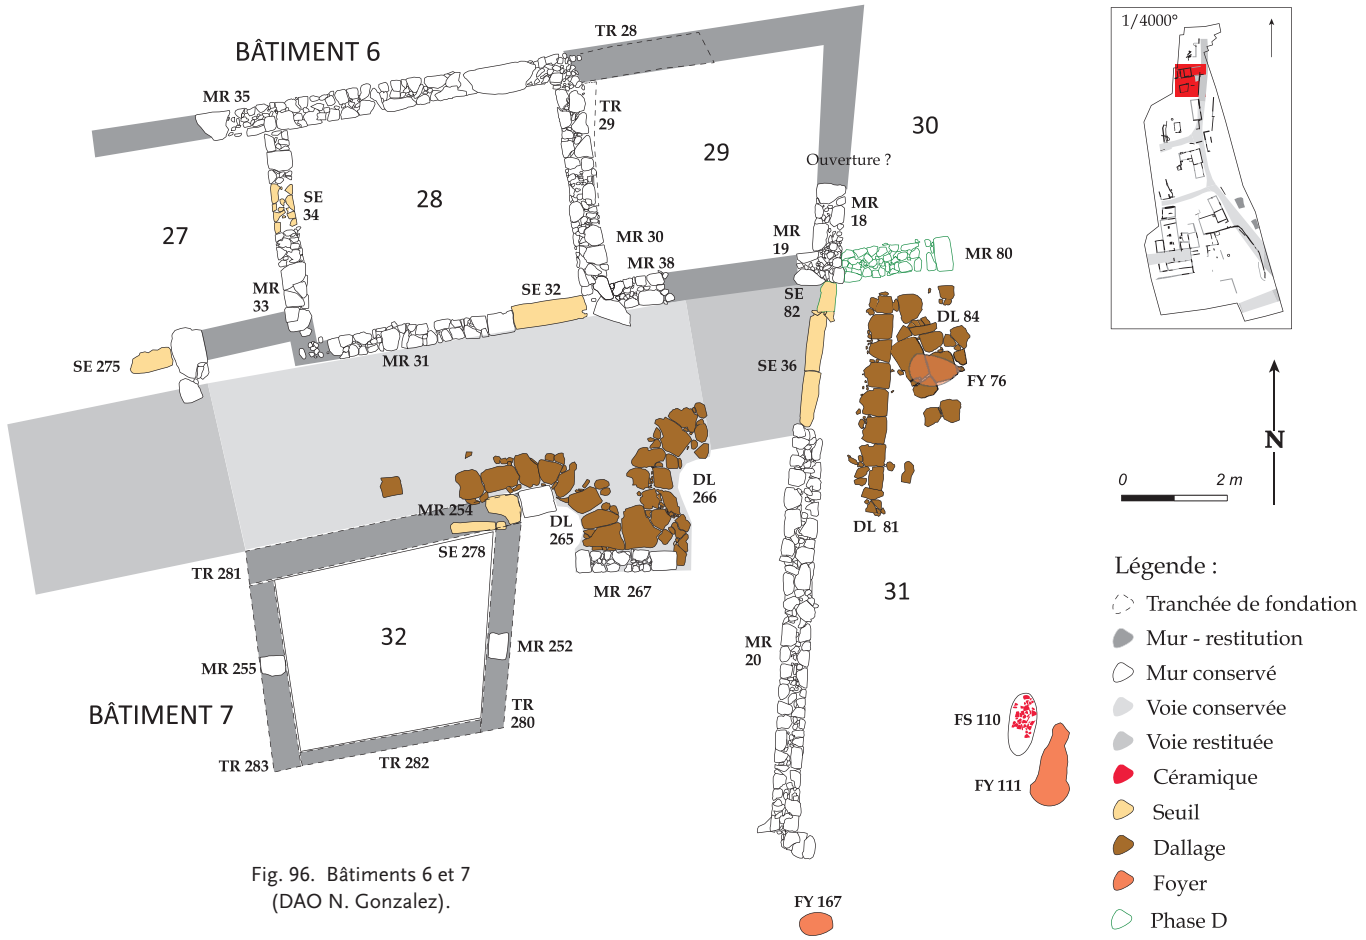 BÂTIMENT 6
TR 28
1/4000°
MR 35
TR
29
30
29
Ouverture ?
28
SE
34
27
MR
18
MR
19
MR 30
MR 38
MR 80
MR
33
SE 32
SE
82
DL 84
SE 275
MR 31
SE 36
FY 76
N
DL
266
0 2 m
MR 254
DL
265
DL 81
SE 278
TR 281
MR 267
31
32
MR 252
MR 255
MR
20
BÂTIMENT 7
TR
280
FS 110
TR 283
TR 282
FY 111
FY 167
Légende :
Tranchée de fondation
Mur - restitution
Mur conservé
Voie conservée
Voie restituée
Céramique
Seuil
Dallage
Foyer
Phase D
Fig. 96. Bâtiments 6 et 7
(DAO N. Gonzalez).